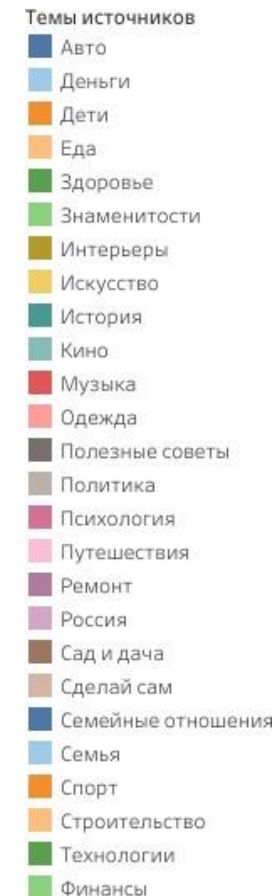 Темы источников
Авто
Деньги
Дети
Еда
Здоровье
Знаменитости
Интерьеры
Искусство
История
Кино
Музыка
Одежда
Полезные советы
Политика
Психология
Путешествия
Ремонт
Россия
Сад и дача
Сделай сам
Семейные отношения
Семья
Спорт
Строительство
Технологии
Финансы